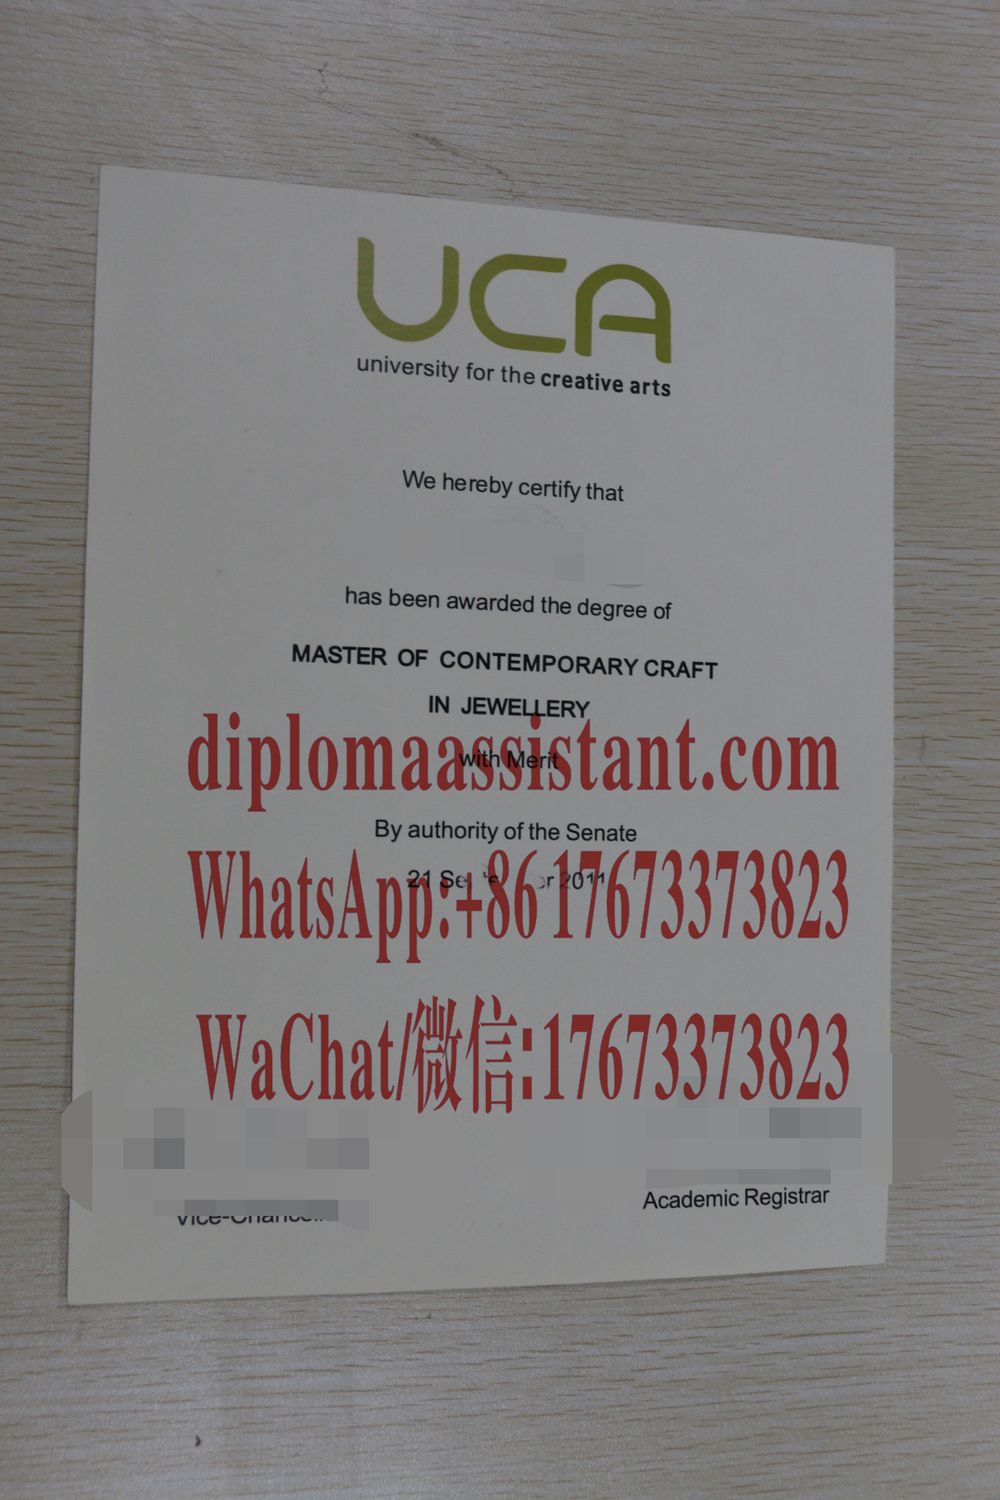 UCA
university for the creative arts
We hereby certify that
has been awarded the degree of
MASTER OF CONTEMPORARY CRAFT
IN JEWELLERY
with Merit
diplomaassistant.com
By authority of the Senate
21 2011
WhatsApp:+86 17673373823
WaChat/微信:17673373823
Academic Registrar